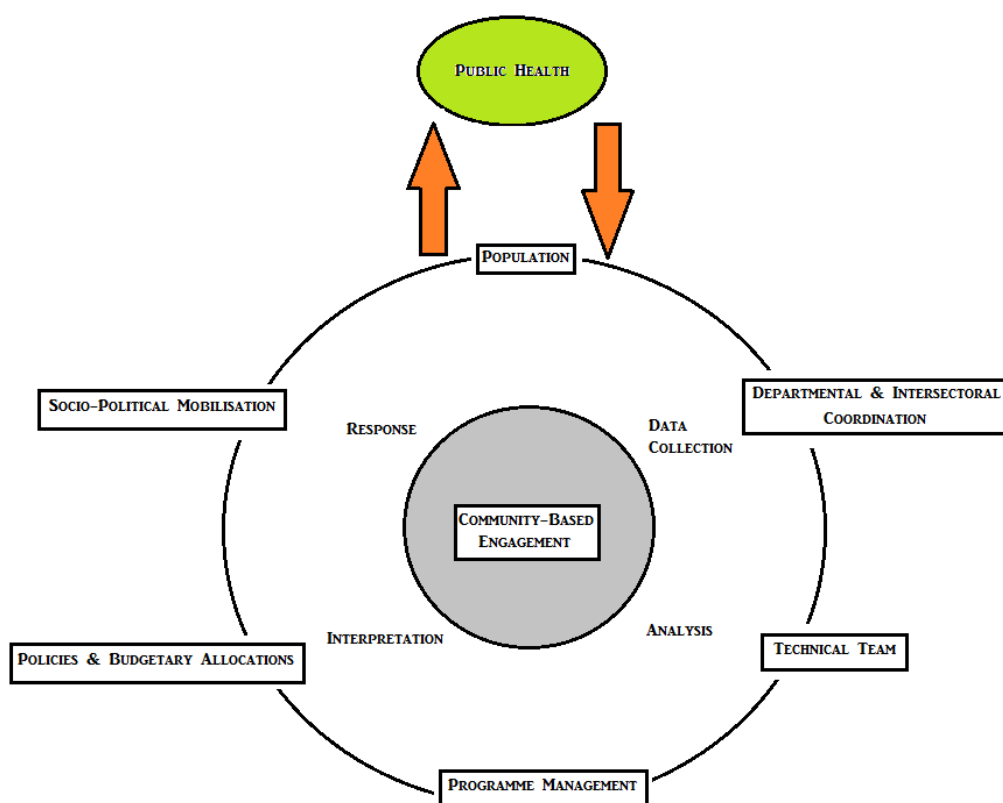 Public Health
Population
Socio-Political Mobilisation
Departmental & Intersectoral
Coordination
Response
Data
Collection
Community-Based
Engagement
Interpretation
Analysis
Policies & Budgetary Allocations
Technical Team
Programme Management